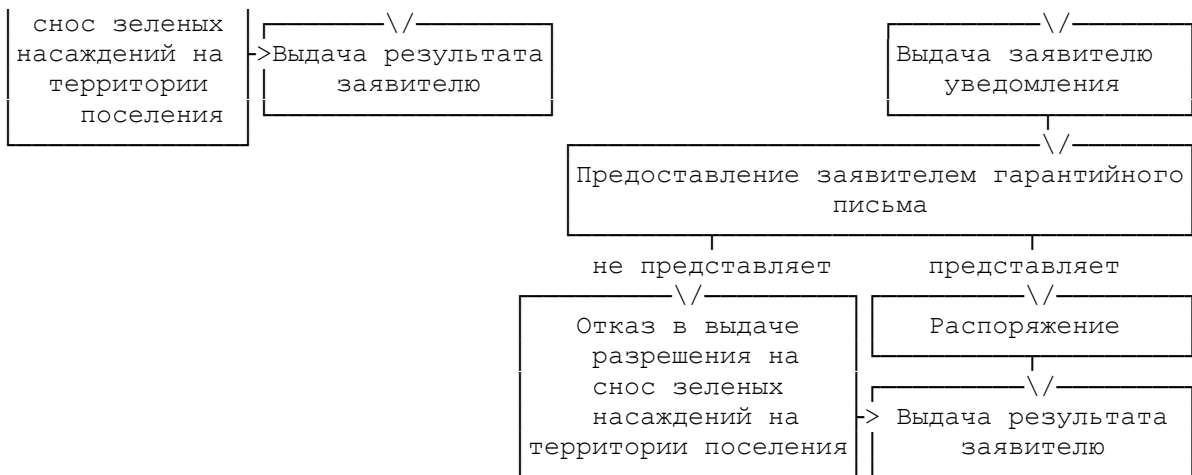 снос зеленых
насаждений на
территории
поселения
Выдача результата
заявителю
Выдача заявителю
уведомления
Предоставление заявителем гарантийного
письма
не представляет
представляет
Отказ в выдаче
разрешения на
снос зеленых
насаждений на
территории поселения
Распоряжение
Выдача результата
заявителю